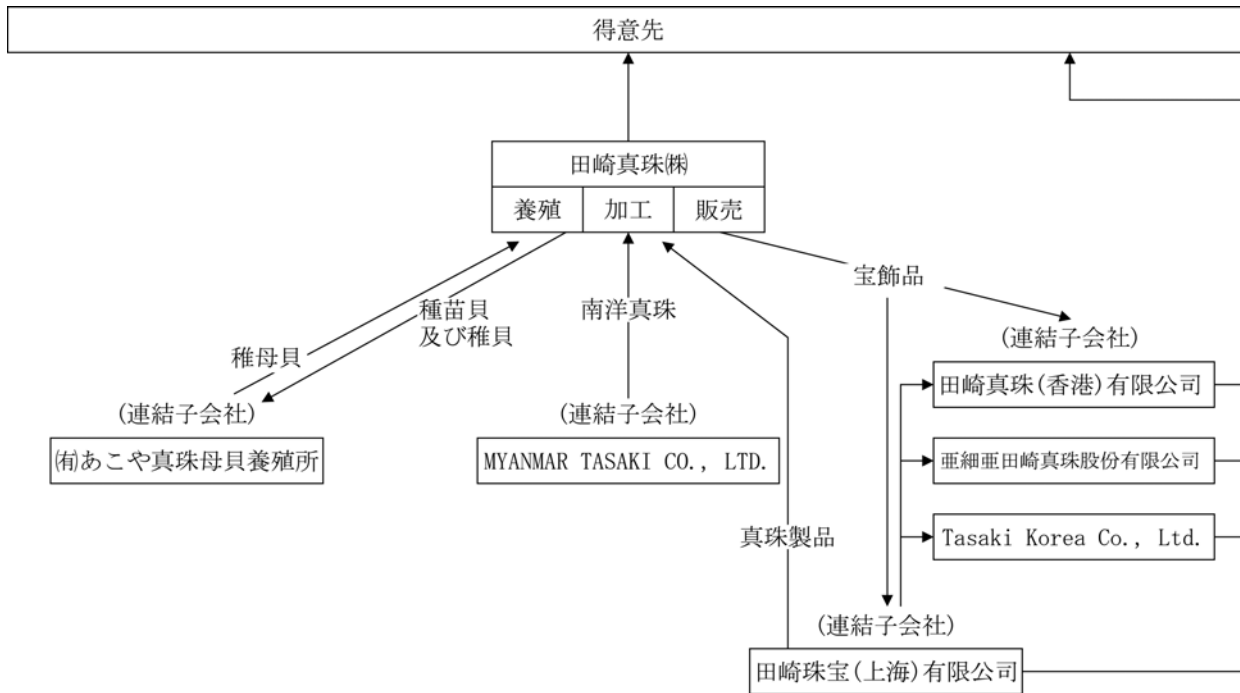 得意先
田崎真珠㈱
養殖
加工
販売
宝飾品
種苗貝
及び稚貝
南洋真珠
稚母貝
(連結子会社)
田崎真珠(香港)有限公司
(連結子会社)
㈲あこや真珠母貝養殖所
(連結子会社)
MYANMAR TASAKI CO., LTD.
亜細亜田崎真珠股份有限公司
真珠製品
Tasaki Korea Co., Ltd.
(連結子会社)
田崎珠宝(上海)有限公司